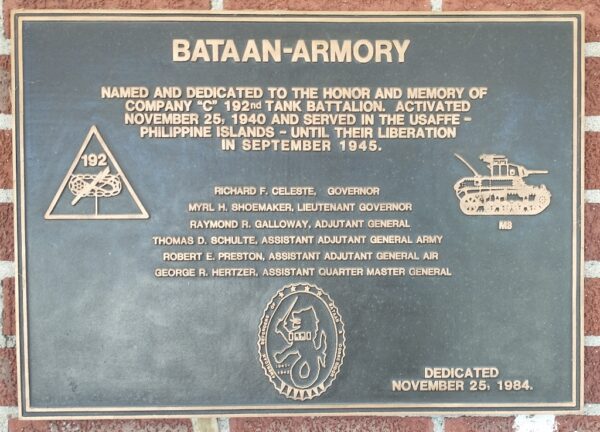 BATAAN-ARMORY
NAMED AND DEDICATED TO THE HONOR AND MEMORY OF
COMPANY "C" 192nd TANK BATTALION. ACTIVATED
NOVEMBER 25, 1940 AND SERVED IN THE USAFFE -
PHILIPPINE ISLANDS - UNTIL THEIR LIBERATION
IN SEPTEMBER 1945.
192
M8
RICHARD F. CELESTE, GOVERNOR
MYRL H. SHOEMAKER, LIEUTENANT GOVERNOR
RAYMOND R. GALLOWAY, ADJUTANT GENERAL
THOMAS D. SCHULTE, ASSISTANT ADJUTANT GENERAL ARMY
ROBERT E. PRESTON, ASSISTANT ADJUTANT GENERAL AIR
GEORGE R. HERTZER, ASSISTANT QUARTER MASTER GENERAL
1941
1942
DEDICATED
NOVEMBER 25, 1984.